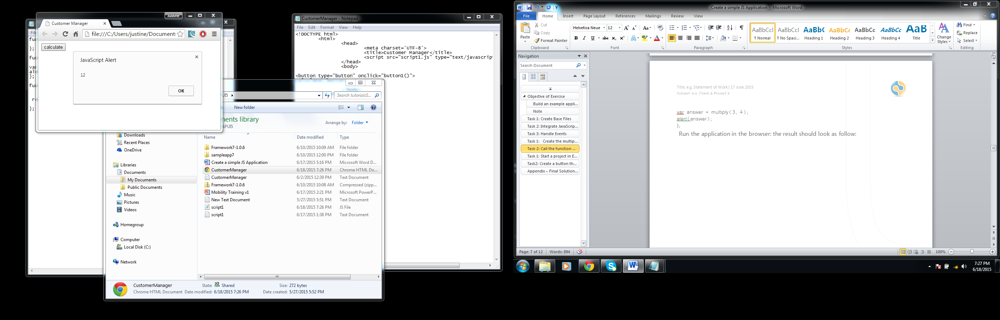 Justine
Customer Manager
file:///C:/Users/justine/Document:
calculate
JavaScript Alert
12
OK
fun
};
fun
var
ale
};
fun
re
};
CustomerManager - Notepad
File Edit Format View Help
<!DOCTYPE html>
<html>
<head>
<meta charset='UTF-8'>
<title>Customer Manager</title>
<script src="script1.js" type="text/javascript
</head>
<body>
<button type="button" onclick="button1()">
Search tutorialsS...
New folder
ments library
APUI5
Arrange by: Folder
Name Date modified Type
Framework7-1.0.6 6/10/2015 10:09 AM File folder
sampleapp7 6/10/2015 12:00 PM File folder
Create a simple JS Application 6/17/2015 5:16 PM Microsoft Word D...
CustomerManager 6/18/2015 7:26 PM Chrome HTML Do...
CustomerManager 6/2/2015 12:39 PM Text Document
Framework7-1.0.6 6/10/2015 10:08 AM Compressed (zipp...
Mobility Training v1 6/17/2015 2:21 PM Microsoft PowerP...
New Text Document 5/27/2015 5:51 PM Text Document
script1 6/18/2015 7:26 PM JS File
script1 6/17/2015 1:38 PM Text Document
Downloads
Recent Places
OneDrive
Libraries
Documents
My Documents
Public Documents
Music
Pictures
Videos
Homegroup
Computer
Local Disk (C:)
Network
CustomerManager State: Shared Size: 272 bytes
Chrome HTML Document Date modified: 6/18/2015 7:26 PM Date created: 5/27/2015 5:52 PM
Create a simple JS Application - Microsoft Word
File Home Insert Page Layout References Mailings Review View
Paste
Cut
Copy
Format Painter
Clipboard
Helvetica Neue 12
Font
Paragraph
AaBbCcI AaBbCcI AaBbC AaBbCc AaBbCc AaBbCc AaB
¶ Normal ¶ No Spaci... Heading 1 Heading 2 Heading 3 Heading 4 Title
Change Styles
Styles
Find
Replace
Select
Editing
Navigation
Search Document
Objective of Exercise
Build an example appli...
Note
Task 1: Create Base Files
Task 2: Integrate JavaScrip...
Task 3: Handle Events
Task 1: Create the multip...
Task 2: Call the function ...
Task 1: Start a project in E...
Task2: Create a button th...
Appendix – Final Solution...
Title, e.g. Statement of Work | 17 June 2015
Subject, e.g. Client A Project X
var answer = multiply(3, 4);
alert(answer);
};
Run the application in the browser: the result should look as follow:
Page: 7 of 12 Words: 894
100%
7:27 PM
6/18/2015